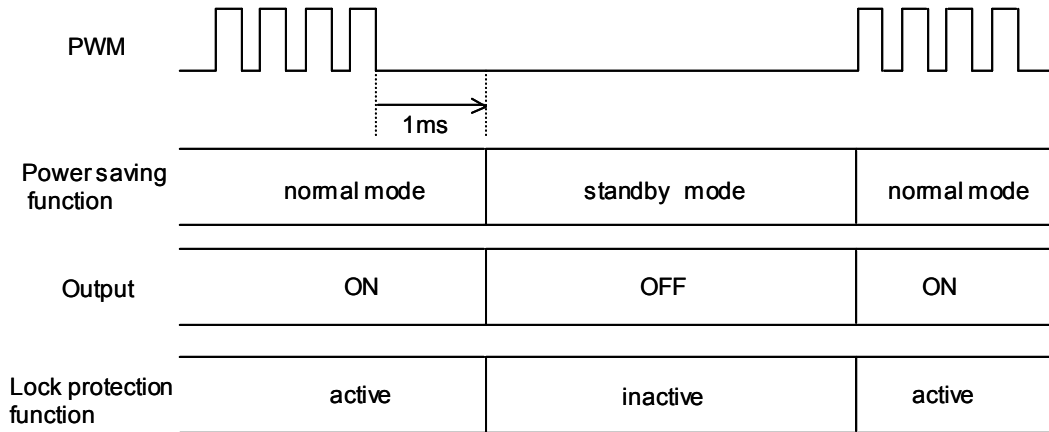 PWM
1ms
Power saving
function
normal mode
standby mode
normal mode
Output
ON
OFF
ON
Lock protection
function
active
inactive
active